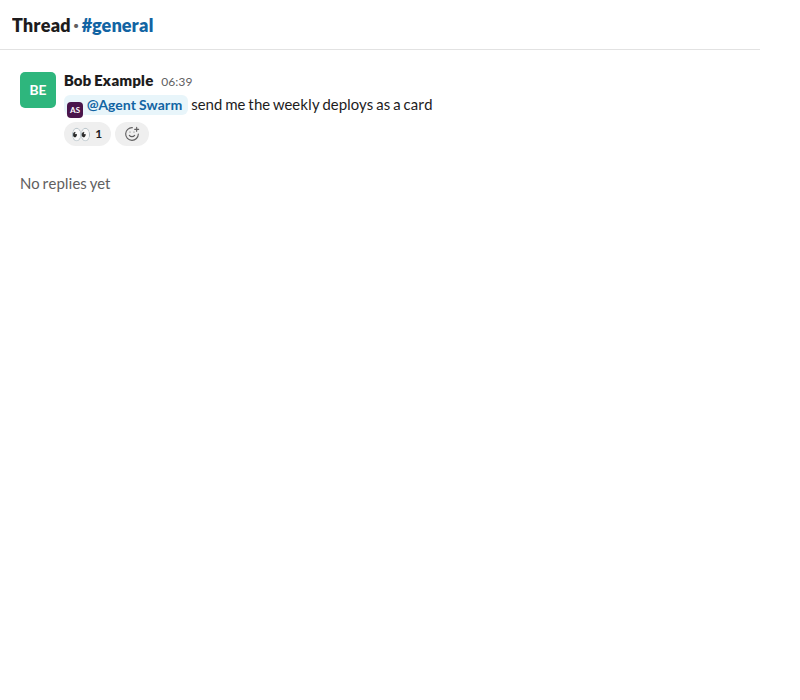 Thread • #general
BE
Bob Example 06:39
AS @Agent Swarm send me the weekly deploys as a card
👀 1
No replies yet